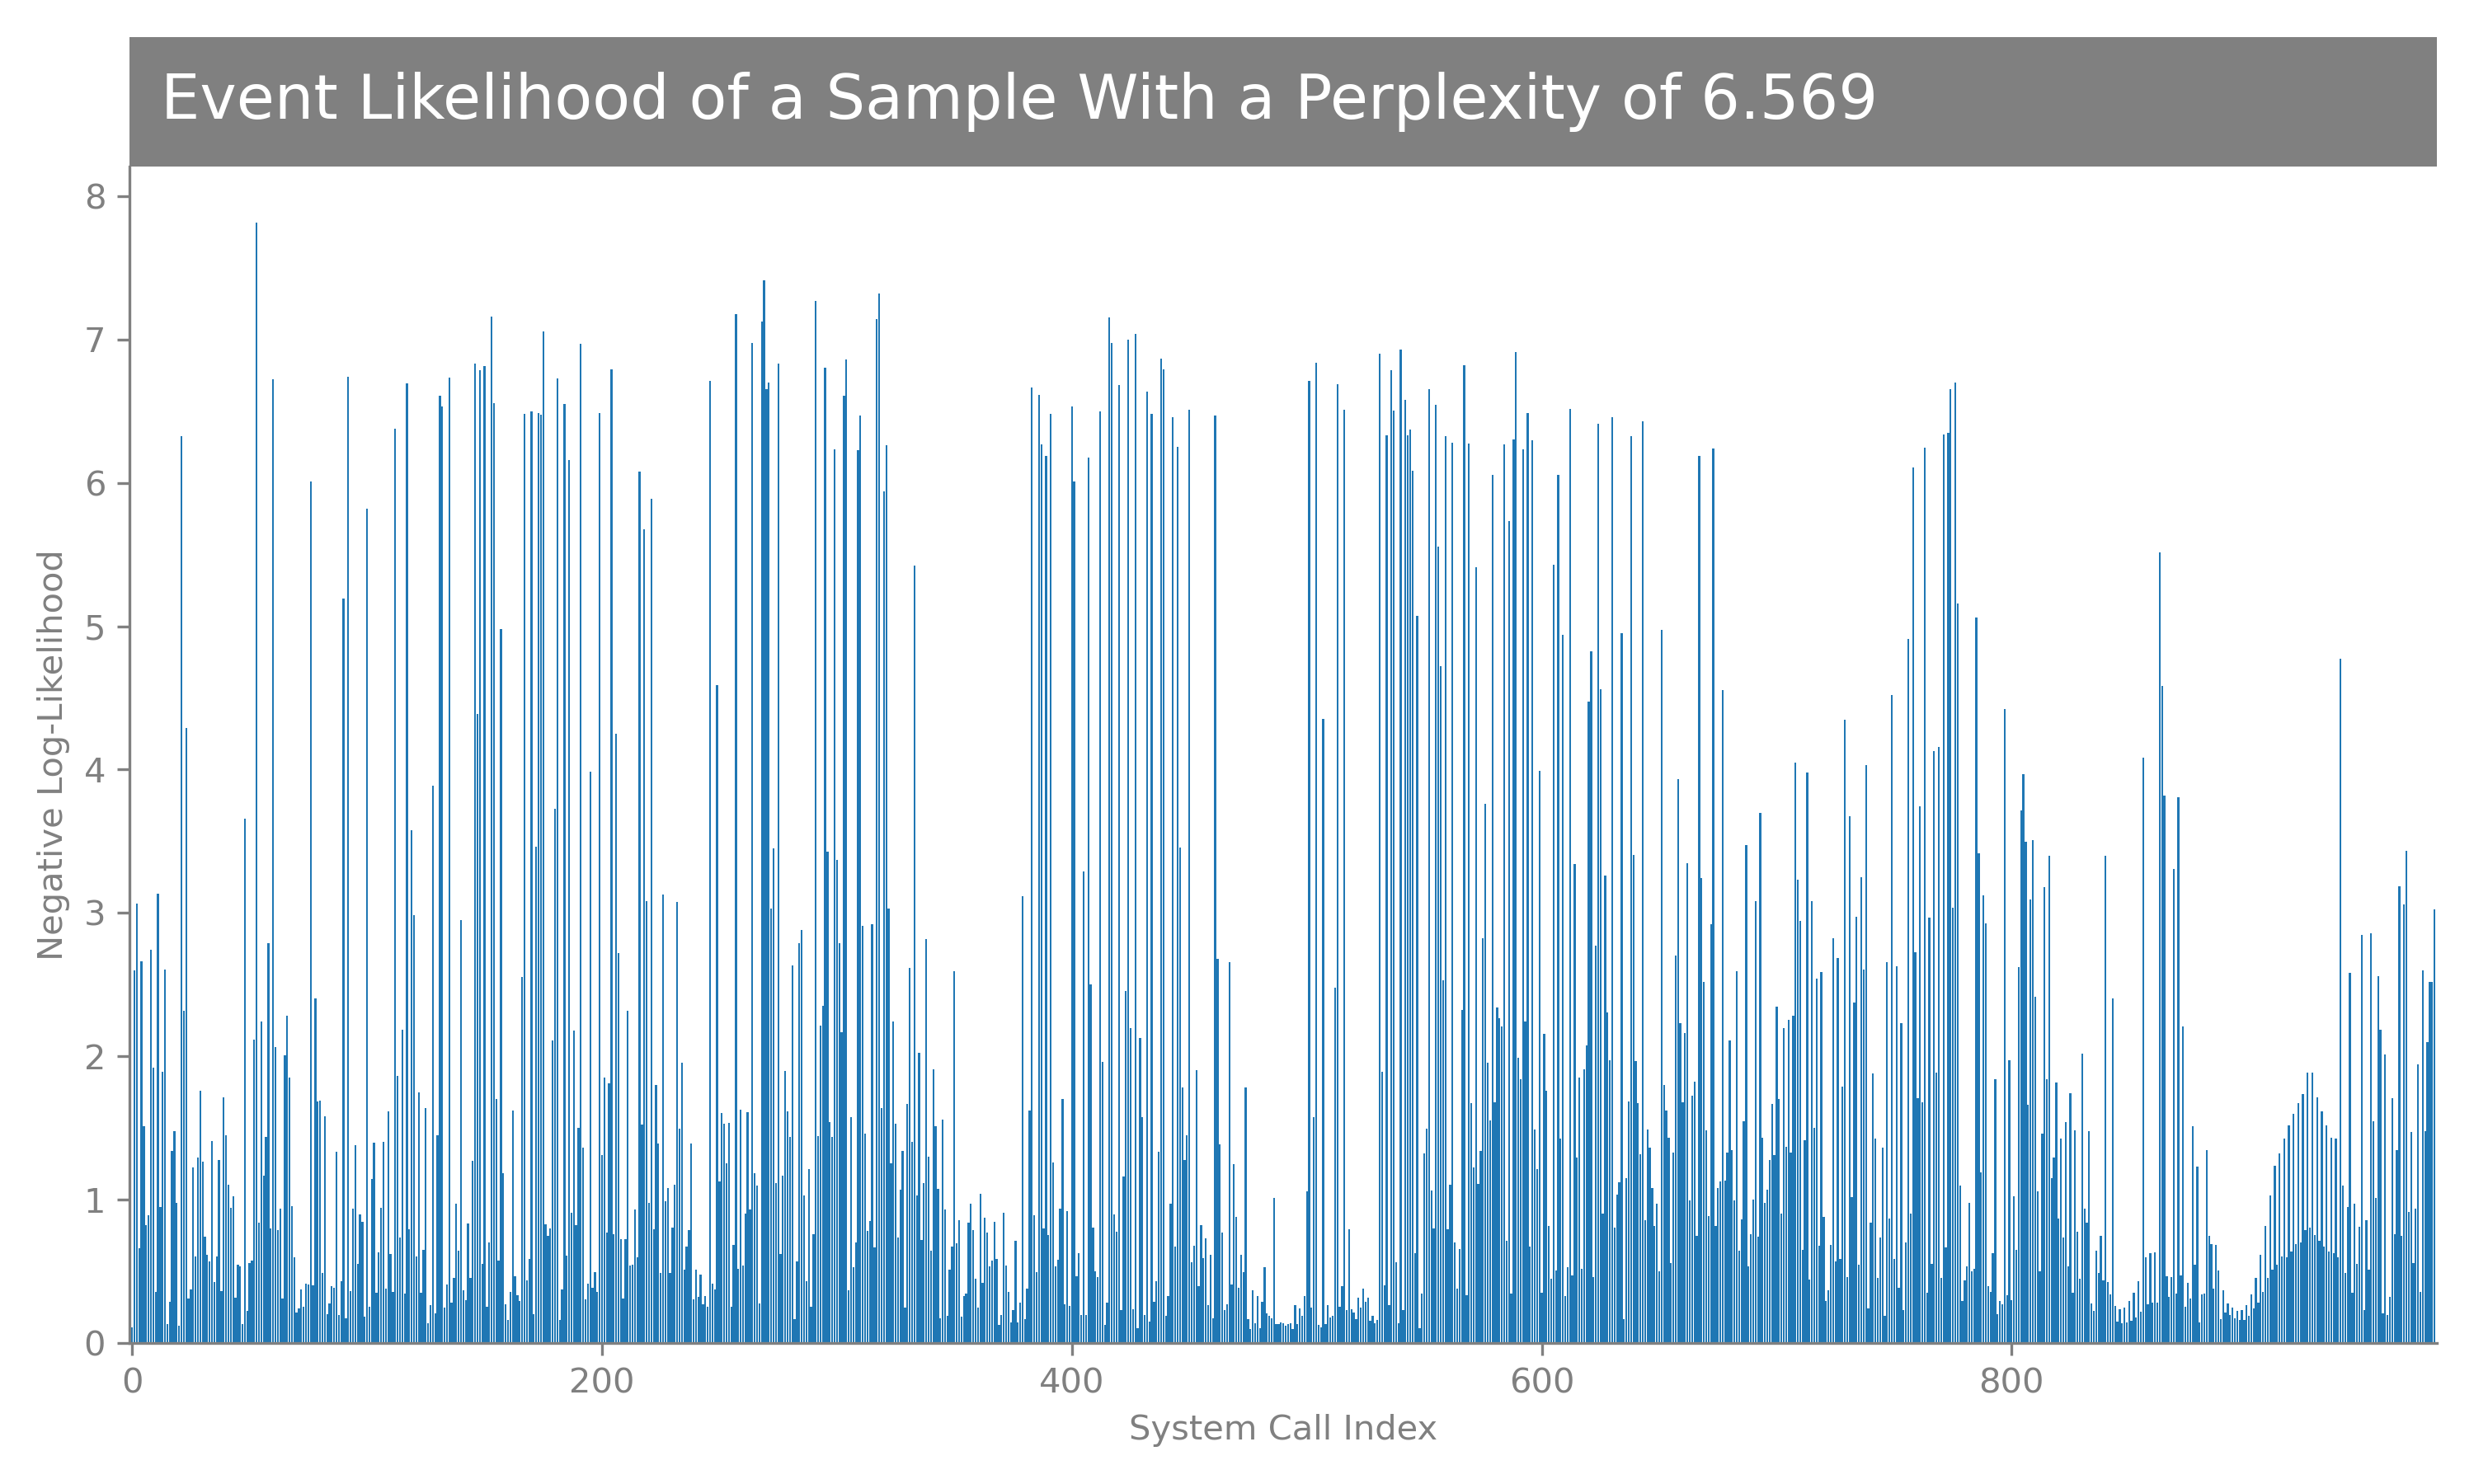 Event Likelihood of a Sample With a Perplexity of 6.569
8
7
6
5
4
3
2
1
0
Negative Log-Likelihood
0 200 400 600 800
System Call Index